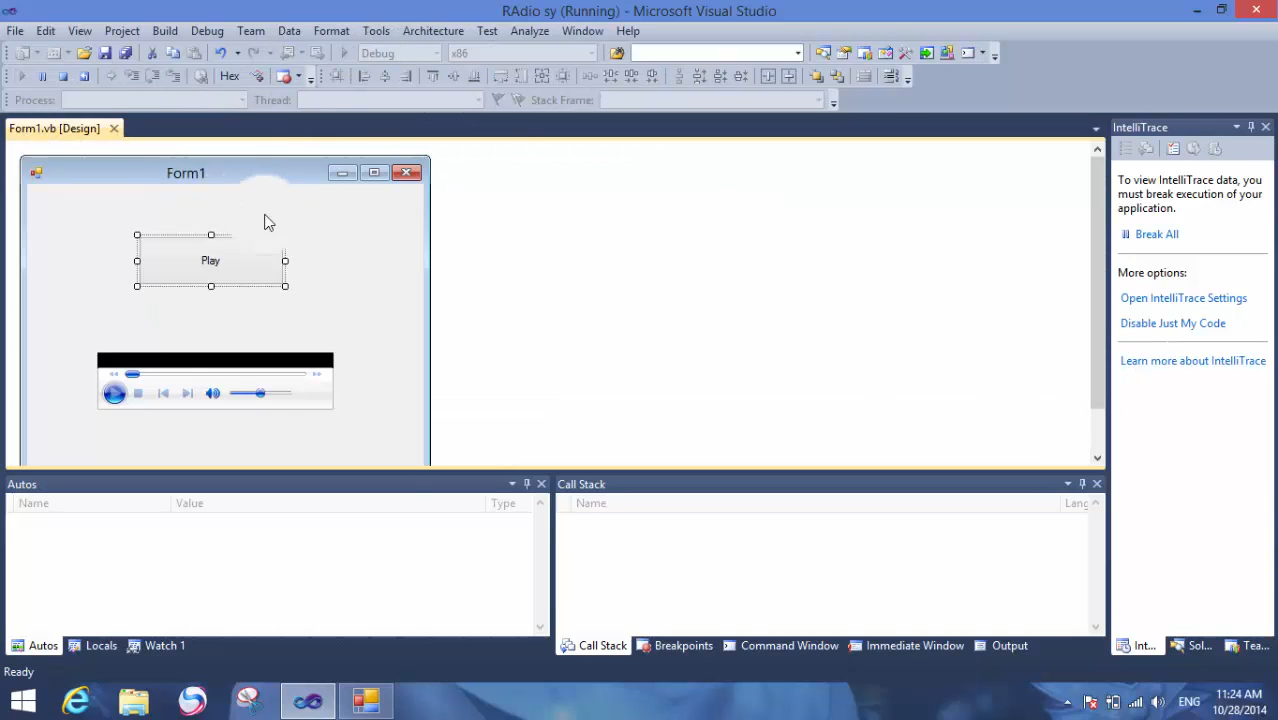 RAdio sy (Running) - Microsoft Visual Studio
File Edit View Project Build Debug Team Data Format Tools Architecture Test Analyze Window Help
Debug x86
Hex
Process: Thread: Stack Frame:
Form1.vb [Design]
Form1
Play
IntelliTrace
To view IntelliTrace data, you
must break execution of your
application.
Break All
More options:
Open IntelliTrace Settings
Disable Just My Code
Learn more about IntelliTrace
Autos
Name Value Type
Call Stack
Name Lang
Autos Locals Watch 1
Call Stack Breakpoints Command Window Immediate Window Output
Int... Sol... Tea...
Ready
ENG
11:24 AM
10/28/2014